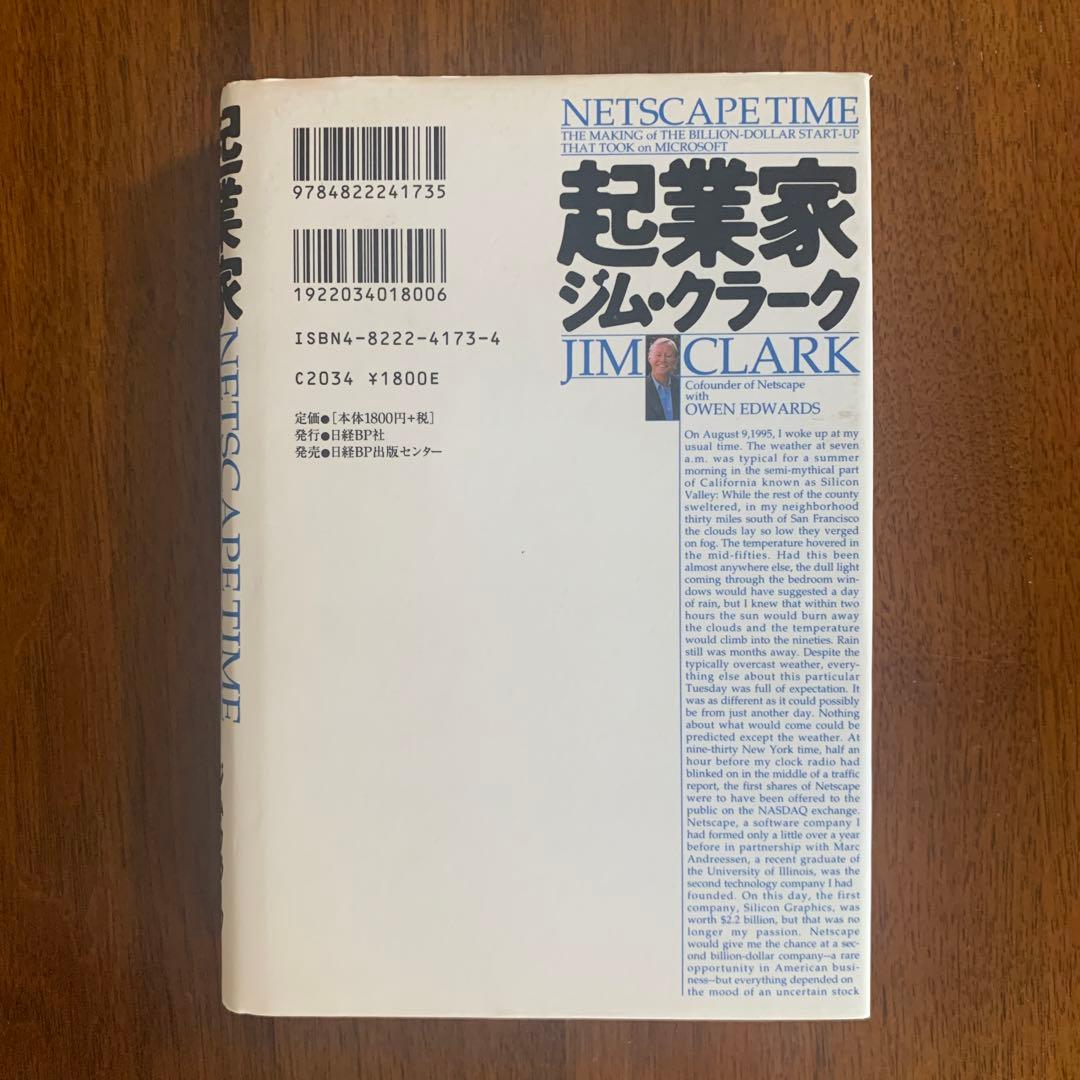 起業家 NETSCAPE TIME
9784822241735
1922034018006
ISBN4-8222-4173-4
C2034 ¥1800E
定価●[本体1800円+税]
発行●日経BP社
発売●日経BP出版センター
NETSCAPE TIME
THE MAKING of THE BILLION-DOLLAR START-UP
THAT TOOK on MICROSOFT
起業家
ジム・クラーク
JIM CLARK
Cofounder of Netscape
with
OWEN EDWARDS
On August 9,1995, I woke up at my
usual time. The weather at seven
a.m. was typical for a summer
morning in the semi-mythical part
of California known as Silicon
Valley: While the rest of the county
sweltered, in my neighborhood
thirty miles south of San Francisco
the clouds lay so low they verged
on fog. The temperature hovered in
the mid-fifties. Had this been
almost anywhere else, the dull light
coming through the bedroom win-
dows would have suggested a day
of rain, but I knew that within two
hours the sun would burn away
the clouds and the temperature
would climb into the nineties. Rain
still was months away. Despite the
typically overcast weather, every-
thing else about this particular
Tuesday was full of expectation. It
was as different as it could possibly
be from just another day. Nothing
about what would come could be
predicted except the weather. At
nine-thirty New York time, half an
hour before my clock radio had
blinked on in the middle of a traffic
report, the first shares of Netscape
were to have been offered to the
public on the NASDAQ exchange.
Netscape, a software company I
had formed only a little over a year
before in partnership with Marc
Andreessen, a recent graduate of
the University of Illinois, was the
second technology company I had
founded. On this day, the first
company, Silicon Graphics, was
worth $2.2 billion, but that was no
longer my passion. Netscape
would give me the chance at a sec-
ond billion-dollar company—a rare
opportunity in American busi-
ness—but everything depended on
the mood of an uncertain stock